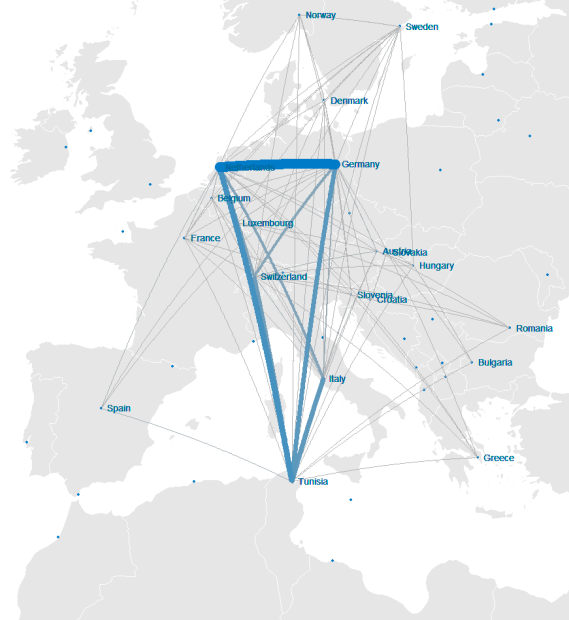 Norway
Sweden
Denmark
Netherlands
Germany
Belgium
Luxembourg
France
Austria
Slovakia
Hungary
Switzerland
Slovenia
Croatia
Romania
Bulgaria
Italy
Spain
Greece
Tunisia